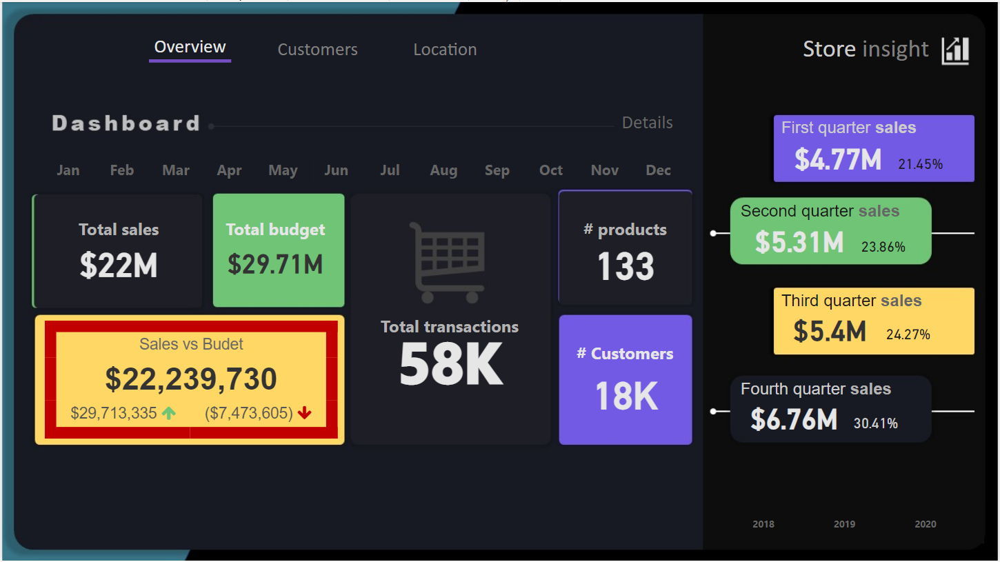 Overview Customers Location
Store insight
Dashboard Details
Jan Feb Mar Apr May Jun Jul Aug Sep Oct Nov Dec
Total sales
$22M
Total budget
$29.71M
Total transactions
58K
# products
133
Sales vs Budet
$22,239,730
$29,713,335 ($7,473,605)
# Customers
18K
First quarter sales
$4.77M 21.45%
Second quarter sales
$5.31M 23.86%
Third quarter sales
$5.4M 24.27%
Fourth quarter sales
$6.76M 30.41%
2018 2019 2020